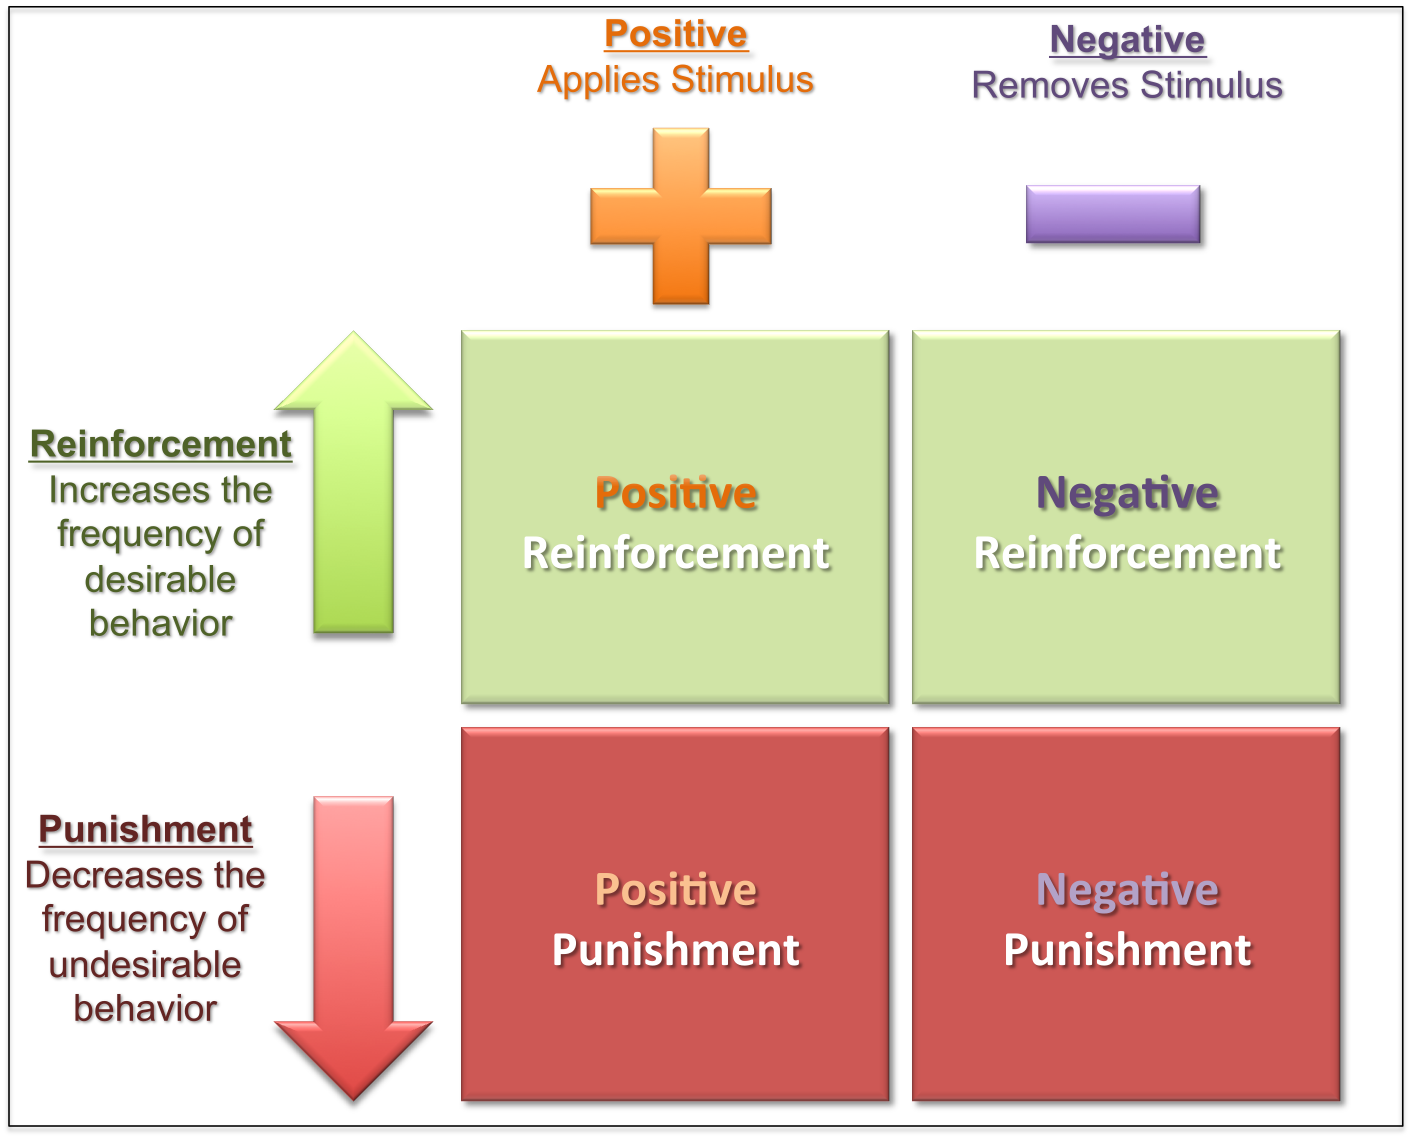 Positive
Applies Stimulus
Negative
Removes Stimulus
Reinforcement
Increases the
frequency of
desirable
behavior
Positive
Reinforcement
Negative
Reinforcement
Punishment
Decreases the
frequency of
undesirable
behavior
Positive
Punishment
Negative
Punishment